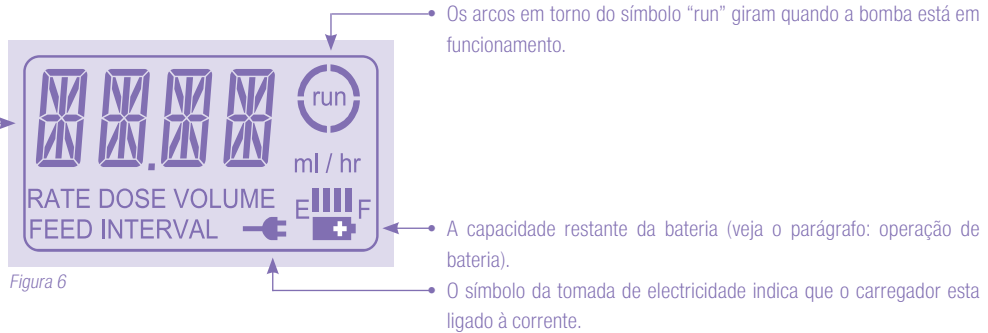 Os arcos em torno do símbolo “run” giram quando a bomba está em
funcionamento.
run
ml / hr
RATE DOSE VOLUME
FEED INTERVAL
E F
A capacidade restante da bateria (veja o parágrafo: operação de
bateria).
Figura 6
O símbolo da tomada de electricidade indica que o carregador esta
ligado à corrente.